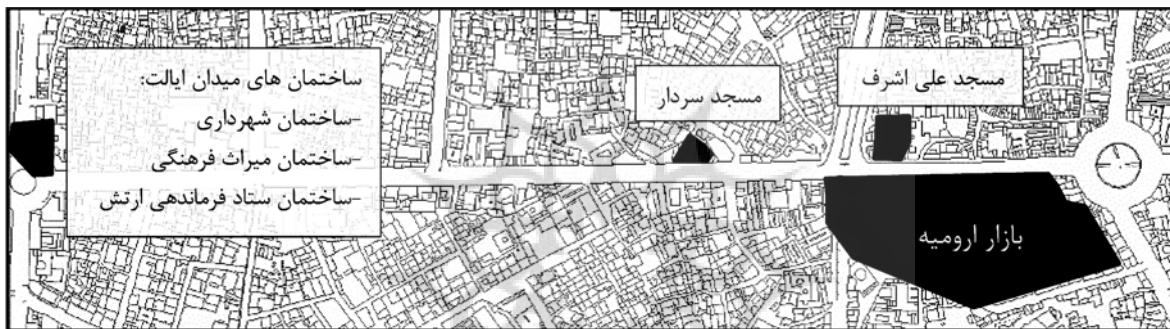 ساختمان های میدان ایالت:
-ساختمان شهرداری
-ساختمان میراث فرهنگی
-ساختمان ستاد فرماندهی ارتش
مسجد سردار
مسجد علی اشرف
بازار ارومیه